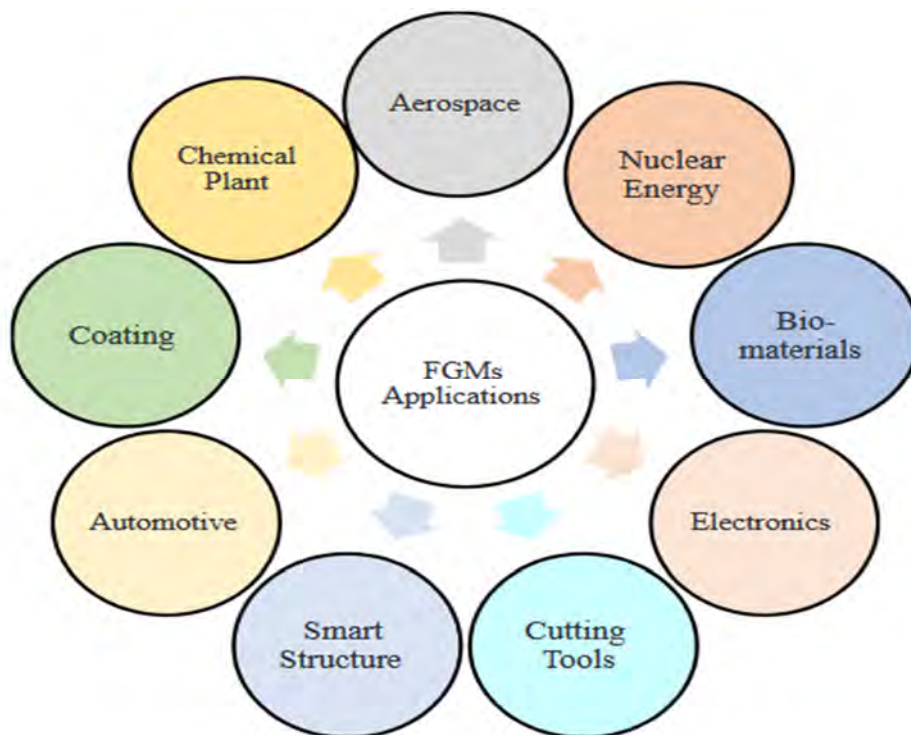 Aerospace
Nuclear
Energy
Bio-
materials
Electronics
Cutting
Tools
Smart
Structure
Automotive
Coating
Chemical
Plant
FGMs
Applications